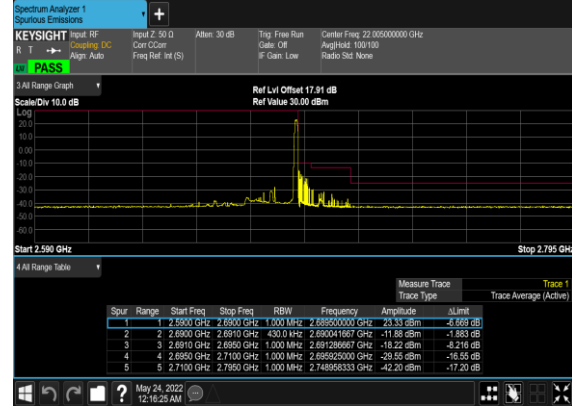 Spectrum Analyzer 1
Spurious Emissions
+
KEYSIGHT Input: RF
R T Coupling: DC
Align: Auto
Input Z: 50 Ω
Corr CCorr
Freq Ref: Int (S)
Atten: 30 dB
Trig: Free Run
Gate: Off
IF Gain: Low
Center Freq: 22.005000000 GHz
Avg|Hold: 100/100
Radio Std: None
PASS
3 All Range Graph
Ref Lvl Offset 17.91 dB
Scale/Div 10.0 dB
Ref Value 30.00 dBm
Log
20.0
10.0
0.00
-10.0
-20.0
-30.0
-40.0
-50.0
-60.0
Start 2.590 GHz
Stop 2.795 GHz
4 All Range Table
Measure Trace Trace 1
Trace Type Trace Average (Active)
Spur Range Start Freq Stop Freq RBW Frequency Amplitude ΔLimit
1 1 2.5900 GHz 2.6900 GHz 1.000 MHz 2.689500000 GHz 23.33 dBm -6.669 dB
2 2 2.6900 GHz 2.6910 GHz 430.0 kHz 2.690041667 GHz -11.88 dBm -1.883 dB
3 3 2.6910 GHz 2.6950 GHz 1.000 MHz 2.691286667 GHz -18.22 dBm -8.216 dB
4 4 2.6950 GHz 2.7100 GHz 1.000 MHz 2.695925000 GHz -29.55 dBm -16.55 dB
5 5 2.7100 GHz 2.7950 GHz 1.000 MHz 2.748958333 GHz -42.20 dBm -17.20 dB
?
May 24, 2022
12:16:25 AM